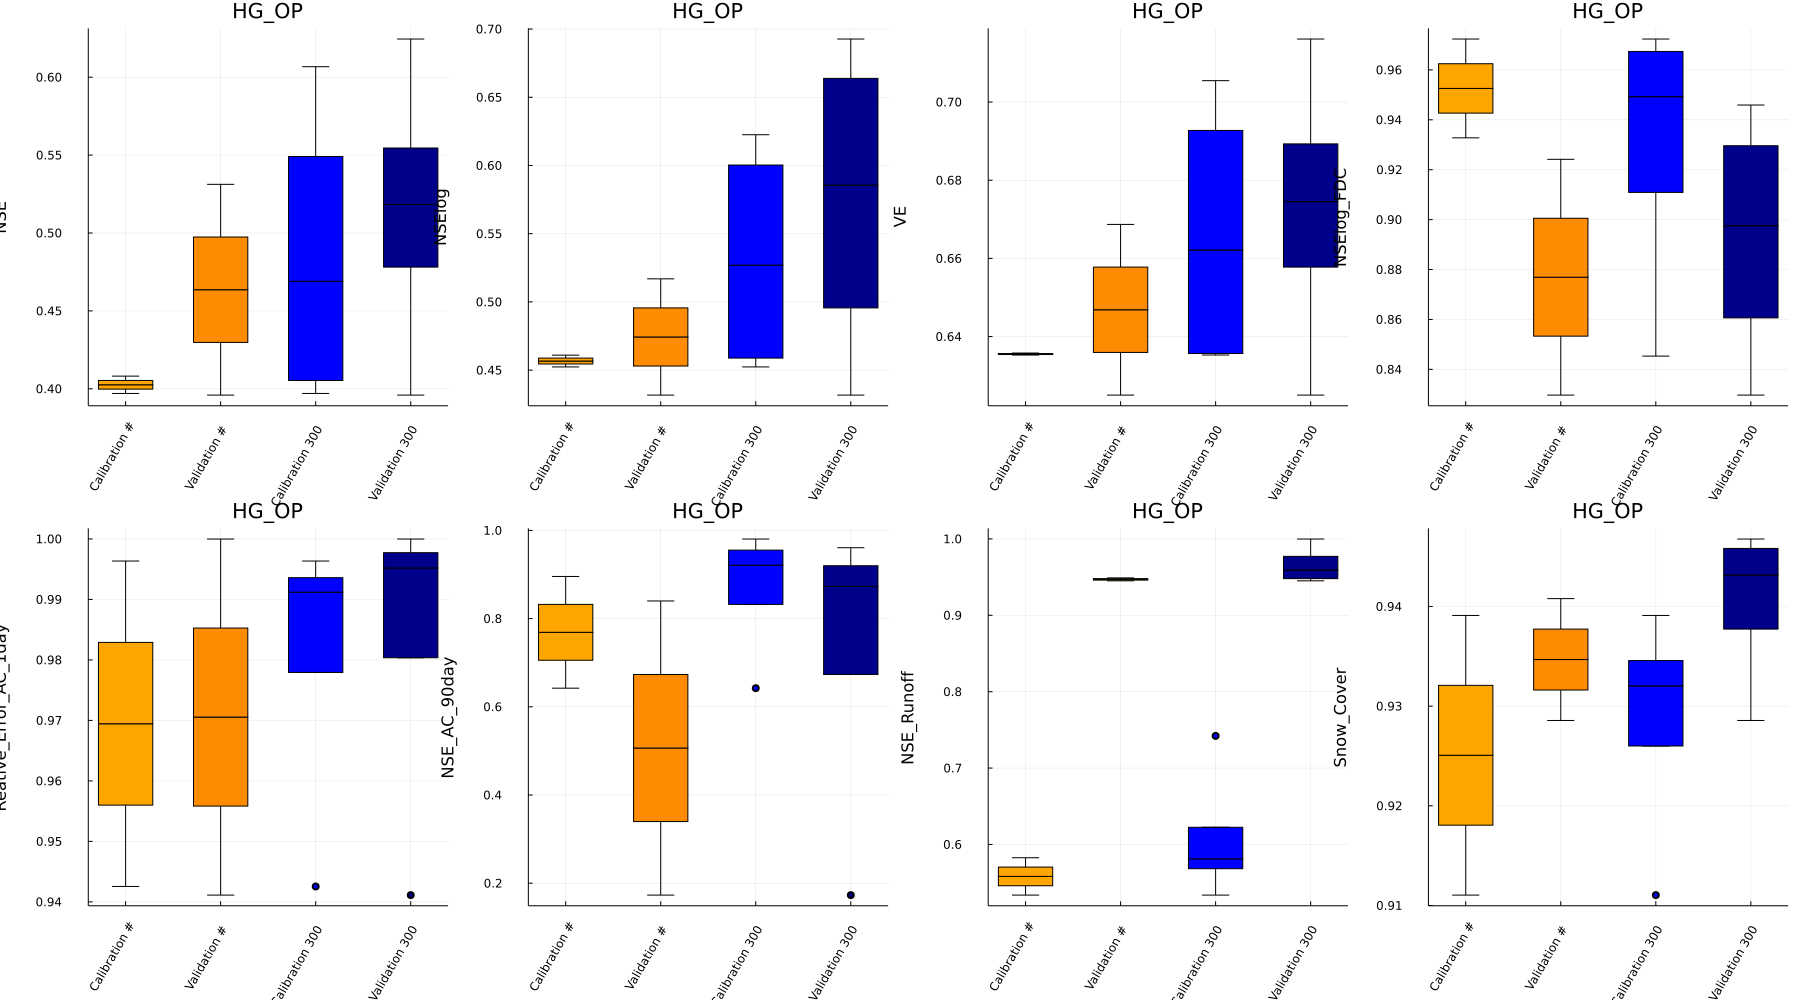 HG_OP
NSE
0.60
0.55
0.50
0.45
0.40
Calibration #
Validation #
Calibration 300
Validation 300
HG_OP
NSElog
0.70
0.65
0.60
0.55
0.50
0.45
Calibration #
Validation #
Calibration 300
Validation 300
HG_OP
VE
0.70
0.68
0.66
0.64
Calibration #
Validation #
Calibration 300
Validation 300
HG_OP
NSElog_FDC
0.96
0.94
0.92
0.90
0.88
0.86
0.84
Calibration #
Validation #
Calibration 300
Validation 300
HG_OP
Reative_Error_AC_1day
1.00
0.99
0.98
0.97
0.96
0.95
0.94
Calibration #
Validation #
Calibration 300
Validation 300
HG_OP
NSE_AC_90day
1.0
0.8
0.6
0.4
0.2
Calibration #
Validation #
Calibration 300
Validation 300
HG_OP
NSE_Runoff
1.0
0.9
0.8
0.7
0.6
Calibration #
Validation #
Calibration 300
Validation 300
HG_OP
Snow_Cover
0.94
0.93
0.92
0.91
Calibration #
Validation #
Calibration 300
Validation 300